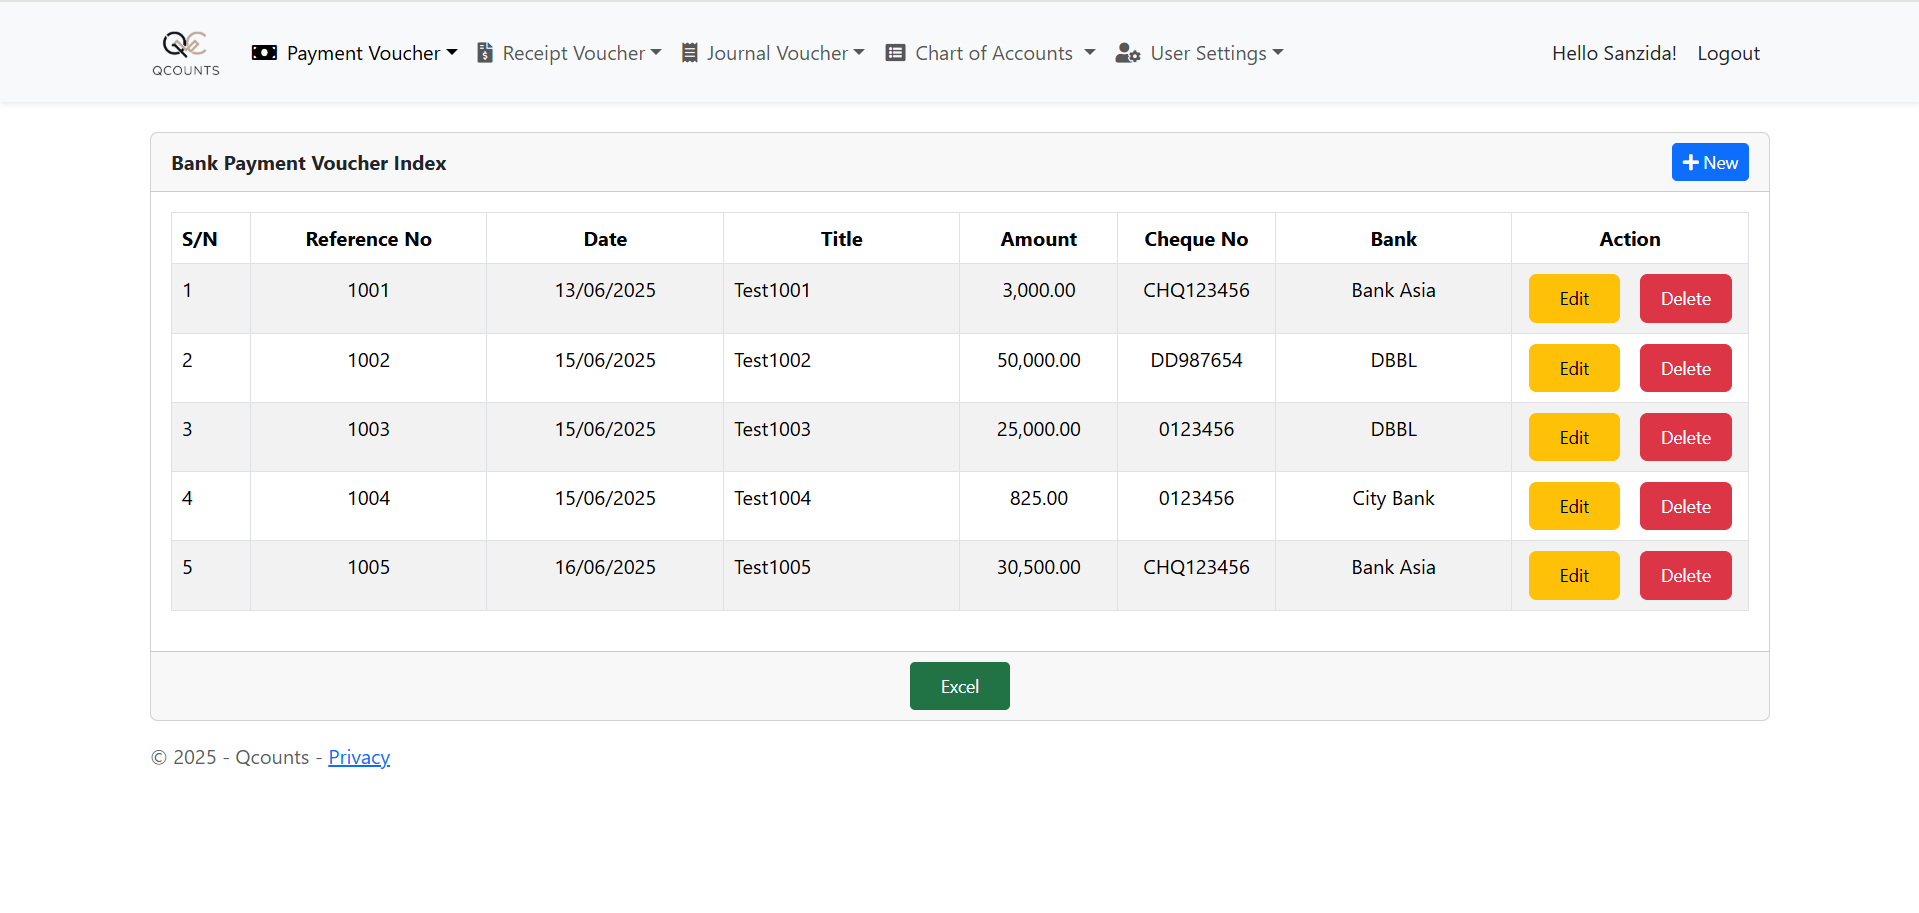 QC
QCOUNTS
Payment Voucher Receipt Voucher Journal Voucher Chart of Accounts User Settings Hello Sanzida! Logout
Bank Payment Voucher Index New
S/N Reference No Date Title Amount Cheque No Bank Action
1 1001 13/06/2025 Test1001 3,000.00 CHQ123456 Bank Asia Edit Delete
2 1002 15/06/2025 Test1002 50,000.00 DD987654 DBBL Edit Delete
3 1003 15/06/2025 Test1003 25,000.00 0123456 DBBL Edit Delete
4 1004 15/06/2025 Test1004 825.00 0123456 City Bank Edit Delete
5 1005 16/06/2025 Test1005 30,500.00 CHQ123456 Bank Asia Edit Delete
Excel
© 2025 - Qcounts - Privacy